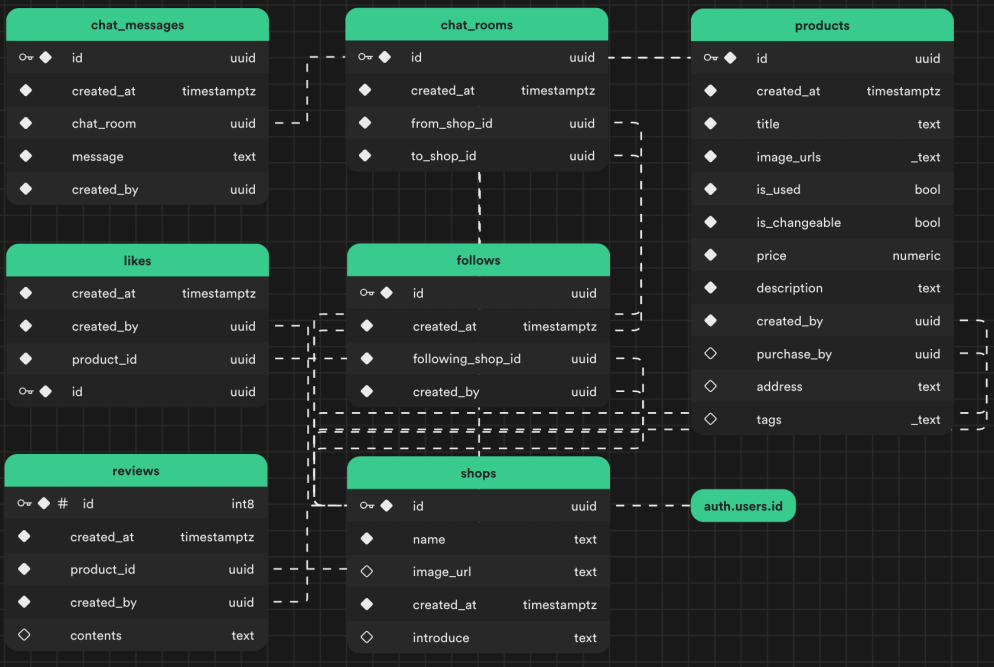 chat_messages
id uuid
created_at timestamptz
chat_room uuid
message text
created_by uuid
chat_rooms
id uuid
created_at timestamptz
from_shop_id uuid
to_shop_id uuid
products
id uuid
created_at timestamptz
title text
image_urls _text
is_used bool
is_changeable bool
price numeric
description text
created_by uuid
purchase_by uuid
address text
tags _text
likes
created_at timestamptz
created_by uuid
product_id uuid
id uuid
follows
id uuid
created_at timestamptz
following_shop_id uuid
created_by uuid
reviews
# id int8
created_at timestamptz
product_id uuid
created_by uuid
contents text
shops
id uuid
name text
image_url text
created_at timestamptz
introduce text
auth.users.id